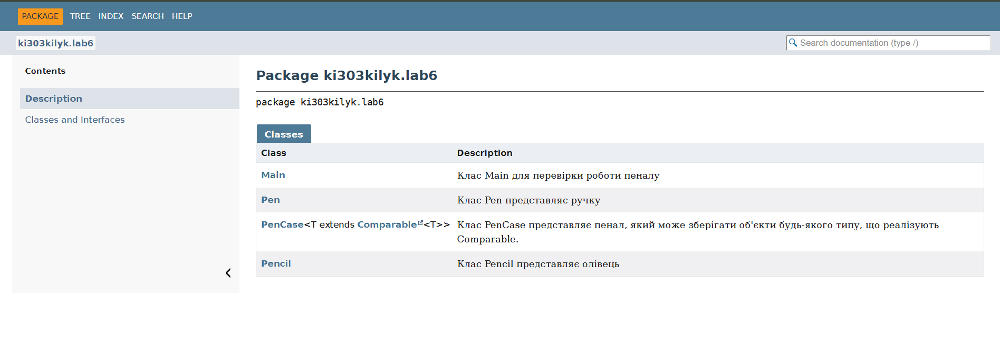 PACKAGE TREE INDEX SEARCH HELP
ki303kilyk.lab6
Search documentation (type /)
Contents
Description
Classes and Interfaces
Package ki303kilyk.lab6
package ki303kilyk.lab6
Classes
Class Description
Main Клас Main для перевірки роботи пеналу
Pen Клас Pen представляє ручку
PenCase<T extends Comparable<T>> Клас PenCase представляє пенал, який може зберігати об'єкти будь-якого типу, що реалізують
Comparable.
Pencil Клас Pencil представляє олівець